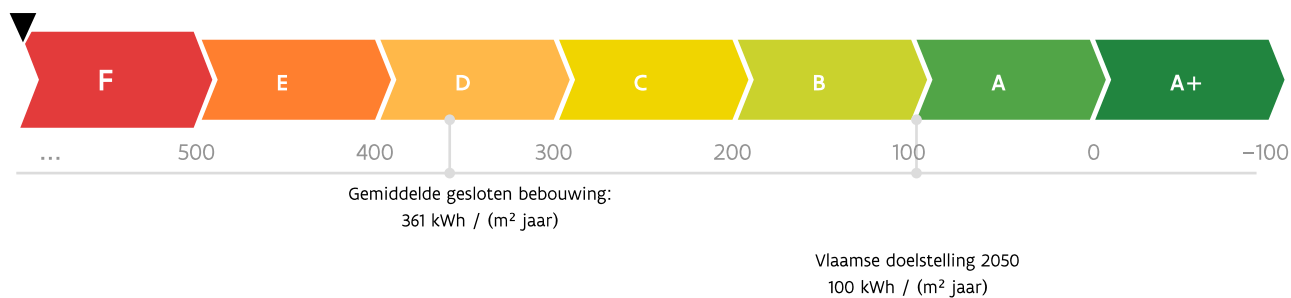 F E D C B A A+
... 500 400 300 200 100 0 −100
Gemiddelde gesloten bebouwing:
361 kWh / (m² jaar)
Vlaamse doelstelling 2050
100 kWh / (m² jaar)